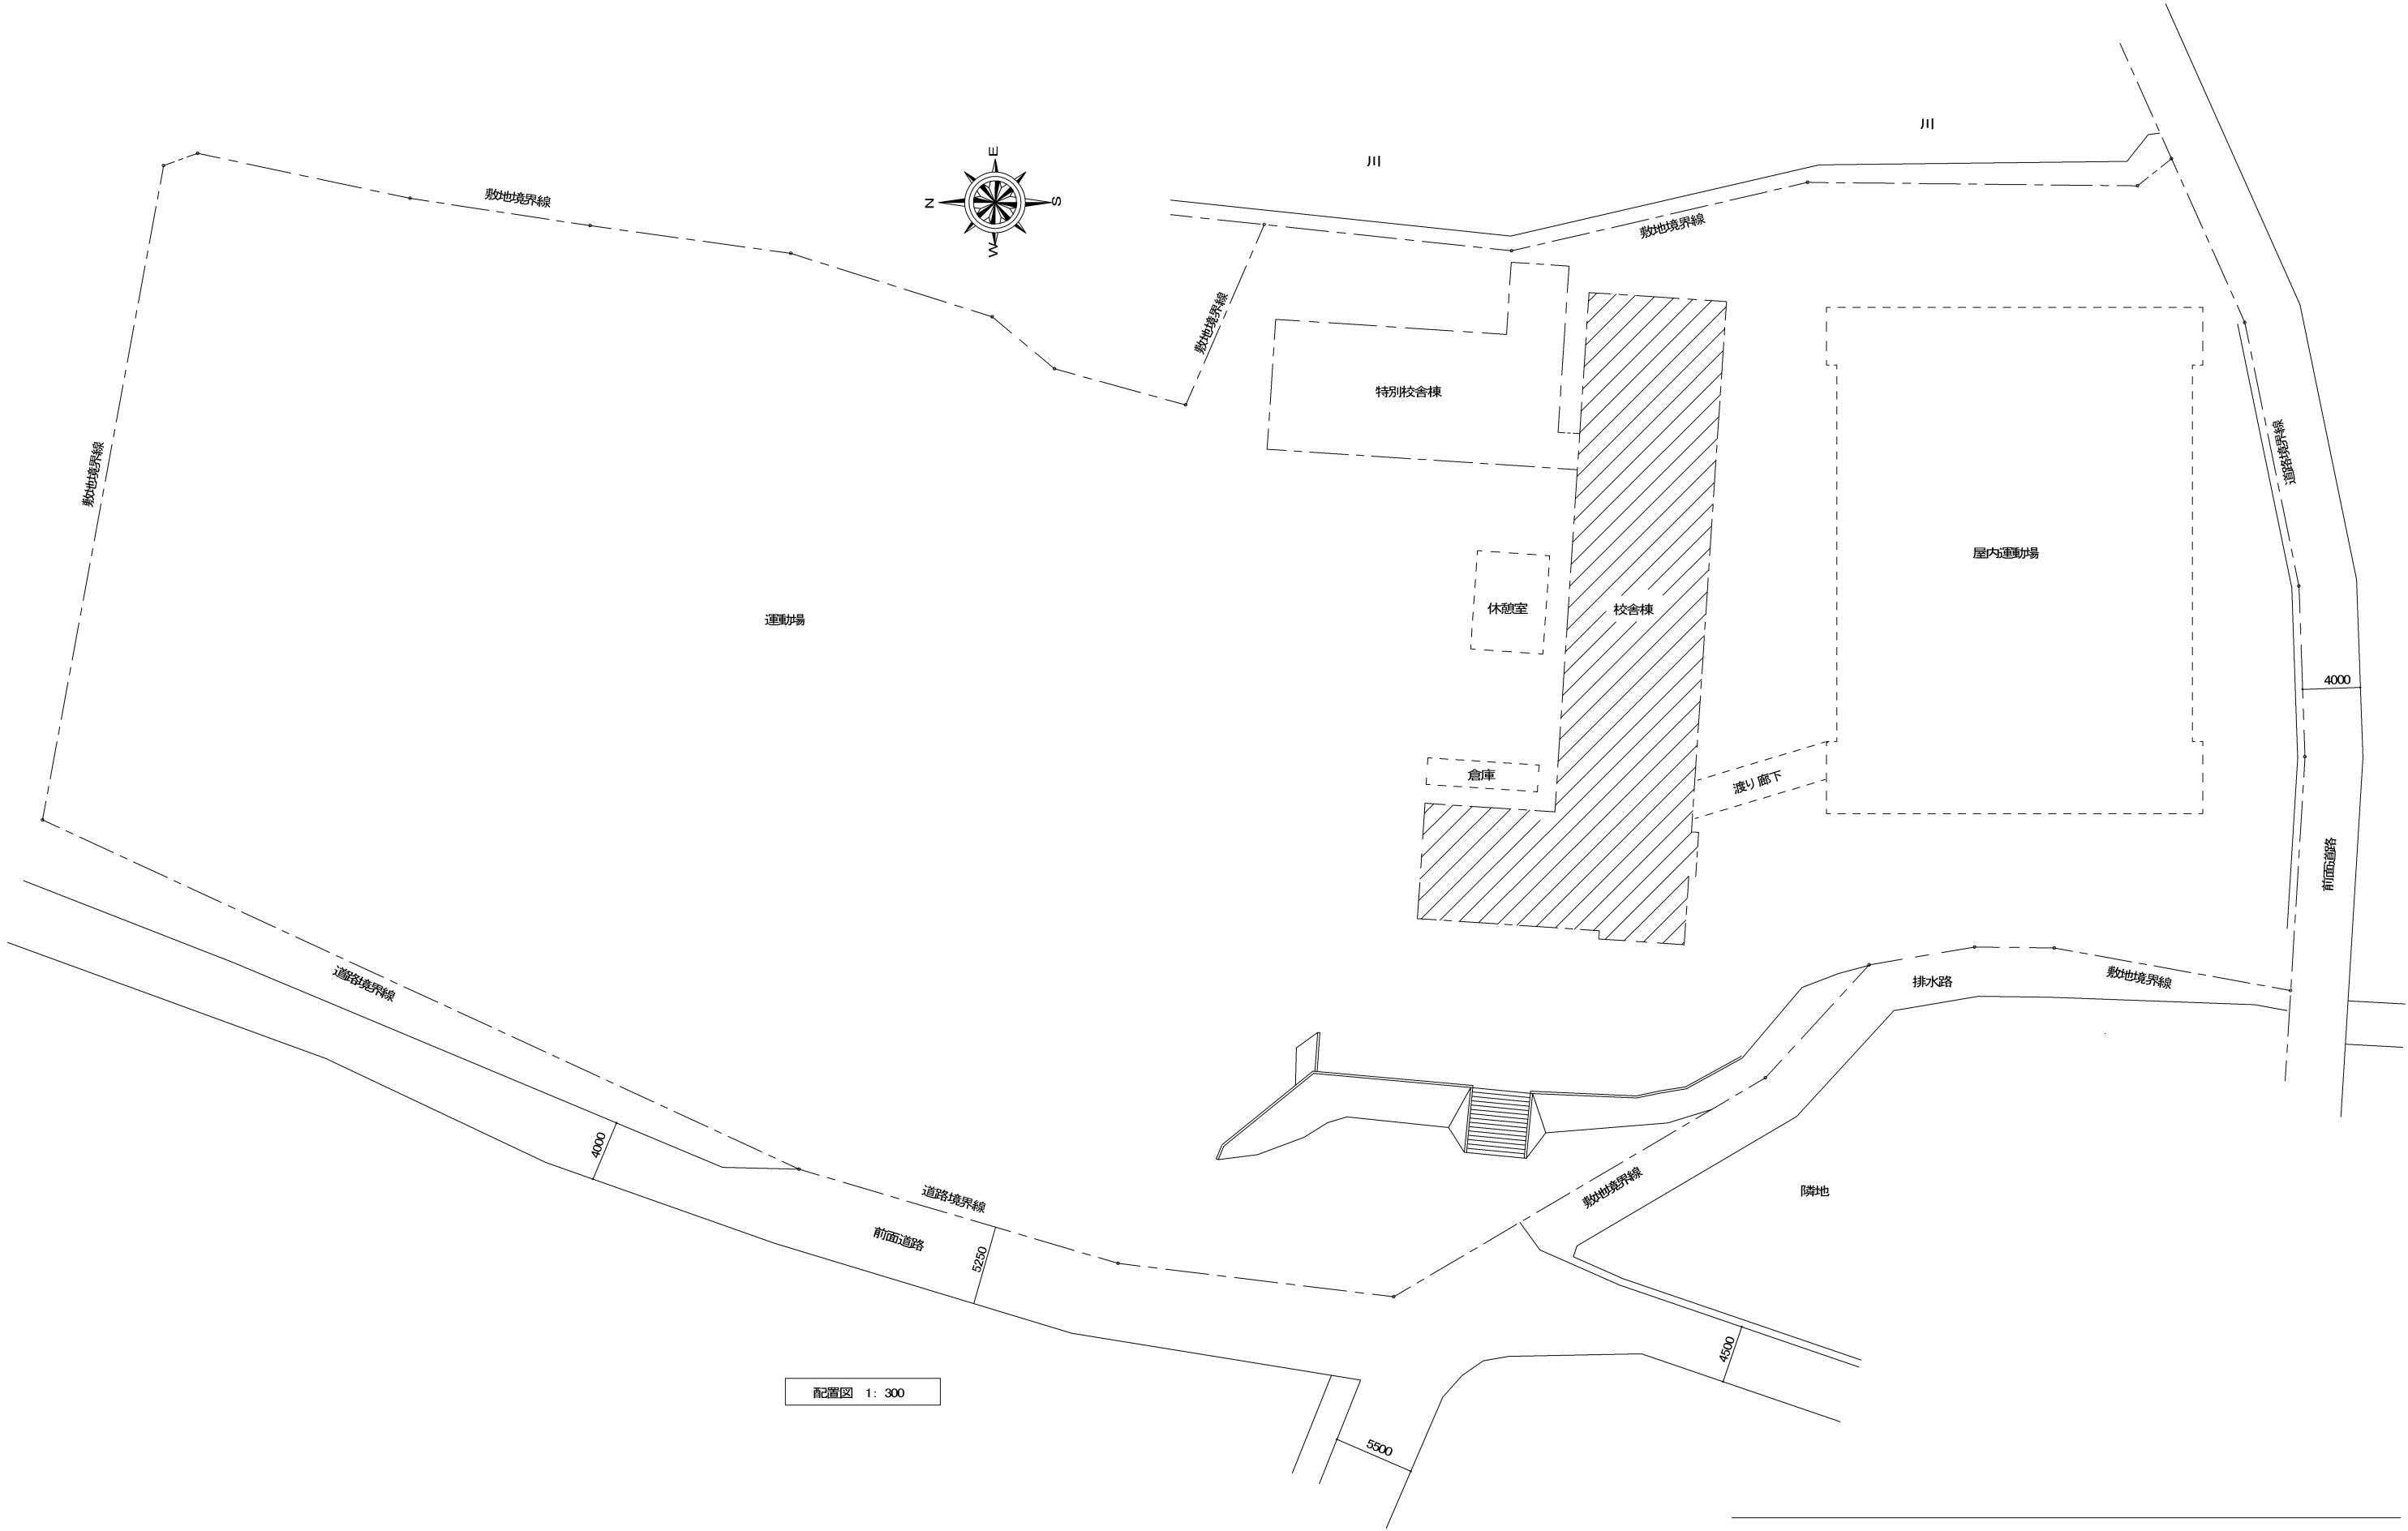 川
川
E
N
S
W
敷地境界線
敷地境界線
敷地境界線
敷地境界線
特別校舎棟
道路境界線
屋内運動場
休憩室
校舎棟
運動場
4000
倉庫
渡り廊下
前面道路
道路境界線
排水路
敷地境界線
4000
道路境界線
前面道路
5250
敷地境界線
隣地
4500
配置図 1: 300
5500